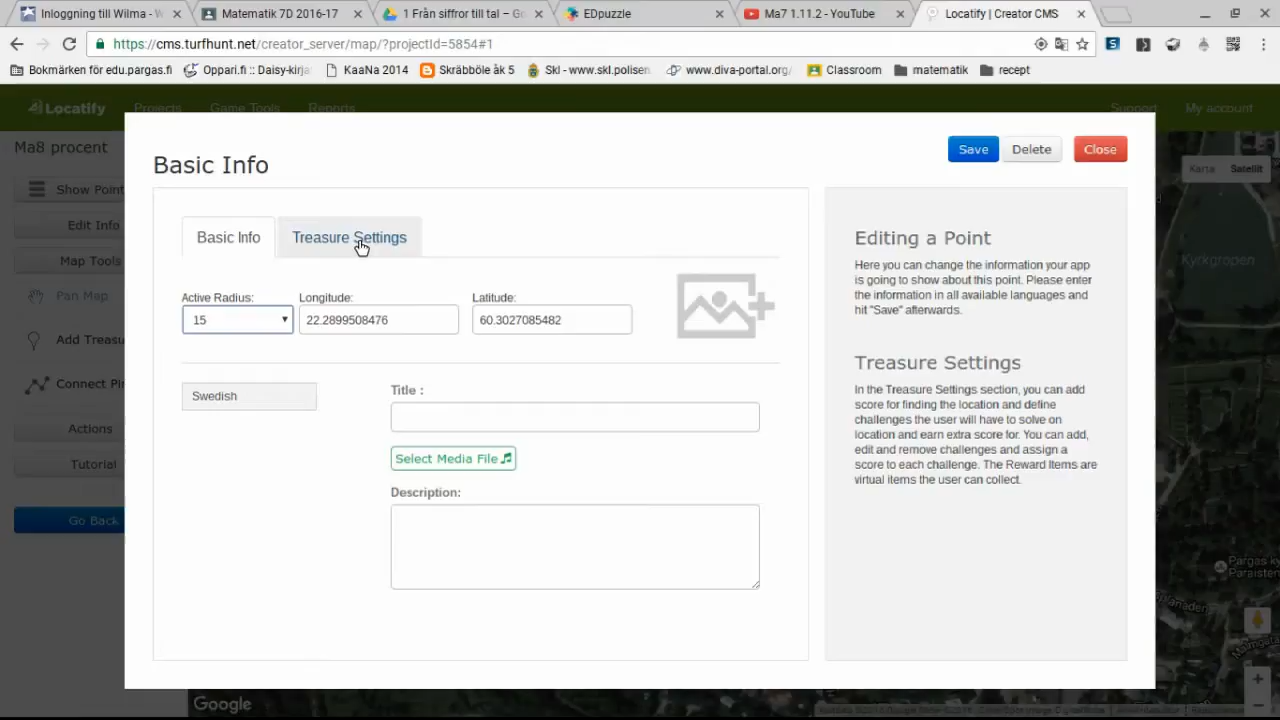 Inloggning till Wilma -
Matematik 7D 2016-17
1 Från siffror till tal – Go
EDpuzzle
Ma7 1.11.2 - YouTube
Locatify | Creator CMS
https://cms.turfhunt.net/creator_server/map/?projectId=5854#1
Bokmärken för edu.pargas.fi
Oppari.fi :: Daisy-kirja
KaaNa 2014
Skräbböle åk 5
Skl - www.skl.polisen.
www.diva-portal.org/
Classroom
matematik
recept
Locatify
Projects
Game Tools
Reports
Support
My account
Ma8 procent
Show Point
Edit Info
Map Tools
Pan Map
Add Treasu
Connect Pi
Actions
Tutorial
Go Back
Basic Info
Save
Delete
Close
Basic Info
Treasure Settings
Active Radius:
Longitude:
Latitude:
15
22.2899508476
60.3027085482
Swedish
Title :
Select Media File
Description:
Editing a Point
Here you can change the information your app
is going to show about this point. Please enter
the information in all available languages and
hit "Save" afterwards.
Treasure Settings
In the Treasure Settings section, you can add
score for finding the location and define
challenges the user will have to solve on
location and earn extra score for. You can add,
edit and remove challenges and assign a
score to each challenge. The Reward Items are
virtual items the user can collect.
Karta
Satellit
Kyrkgropen
Pargas ky
Paraisten
Google